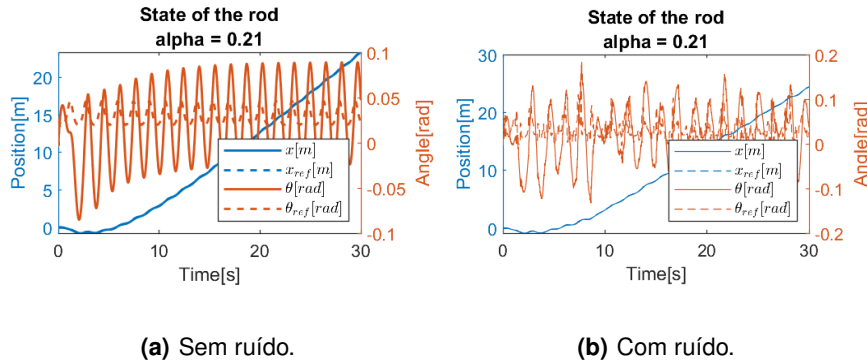 State of the rod
alpha = 0.21
Position[m]
20
15
10
5
0
0.1
0.05
0
-0.05
-0.1
Angle[rad]
x[m]
x_ref[m]
θ[rad]
θ_ref[rad]
0
10
20
30
Time[s]
(a) Sem ruído.
State of the rod
alpha = 0.21
Position[m]
30
20
10
0
0.2
0.1
0
-0.1
-0.2
Angle[rad]
x[m]
x_ref[m]
θ[rad]
θ_ref[rad]
0
10
20
30
Time[s]
(b) Com ruído.